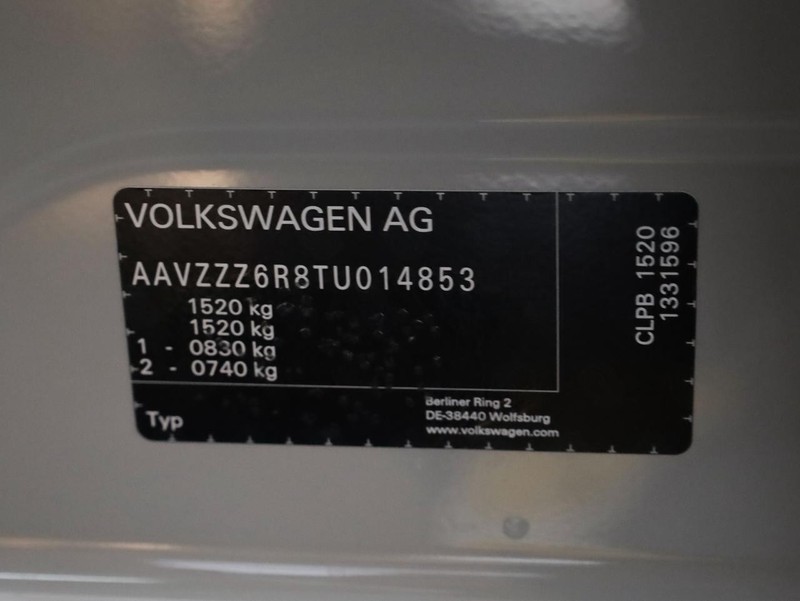 VOLKSWAGEN AG
AAVZZZ6R8TU014853
1520 kg
1520 kg
1 - 0830 kg
2 - 0740 kg
Typ
Berliner Ring 2
DE-38440 Wolfsburg
www.volkswagen.com
CLPB 1520
1331596